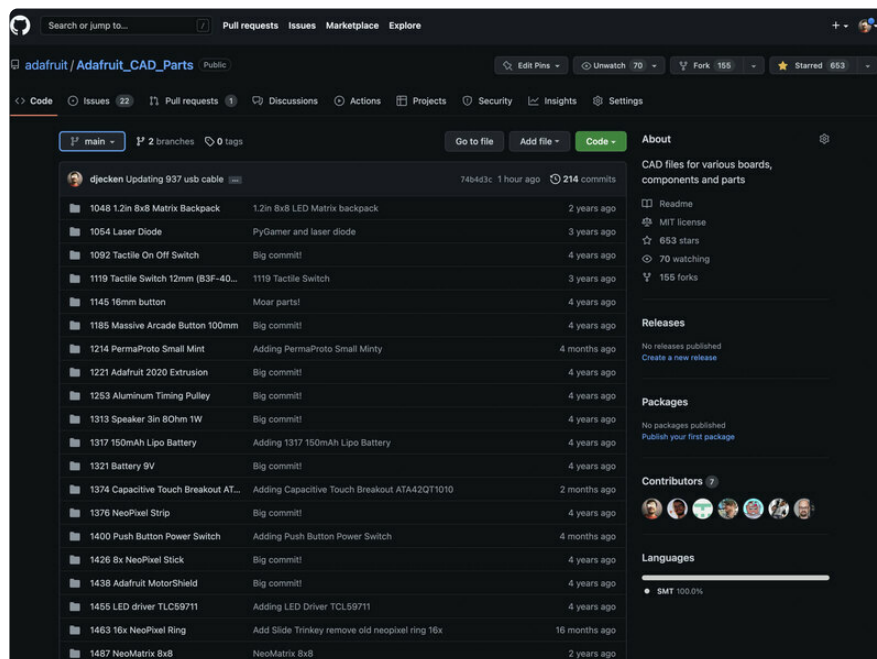 Search or jump to... /
Pull requests Issues Marketplace Explore
adafruit / Adafruit_CAD_Parts Public
Edit Pins Unwatch 70 Fork 155 Starred 653
Code Issues 22 Pull requests 1 Discussions Actions Projects Security Insights Settings
main 2 branches 0 tags Go to file Add file Code
djecken Updating 937 usb cable ... 74b4d3c 1 hour ago 214 commits
1048 1.2in 8x8 Matrix Backpack 1.2in 8x8 LED Matrix backpack 2 years ago
1054 Laser Diode PyGamer and laser diode 3 years ago
1092 Tactile On Off Switch Big commit! 4 years ago
1119 Tactile Switch 12mm (B3F-40... 1119 Tactile Switch 3 years ago
1145 16mm button Moar parts! 4 years ago
1185 Massive Arcade Button 100mm Big commit! 4 years ago
1214 PermaProto Small Mint Adding PermaProto Small Minty 4 months ago
1221 Adafruit 2020 Extrusion Big commit! 4 years ago
1253 Aluminum Timing Pulley Big commit! 4 years ago
1313 Speaker 3in 8Ohm 1W Big commit! 4 years ago
1317 150mAh Lipo Battery Adding 1317 150mAh Lipo Battery 4 years ago
1321 Battery 9V Big commit! 4 years ago
1374 Capacitive Touch Breakout AT... Adding Capacitive Touch Breakout ATA42QT1010 2 months ago
1376 NeoPixel Strip Big commit! 4 years ago
1400 Push Button Power Switch Adding Push Button Power Switch 4 months ago
1426 8x NeoPixel Stick Big commit! 4 years ago
1438 Adafruit MotorShield Big commit! 4 years ago
1455 LED driver TLC59711 Adding LED Driver TCL59711 4 years ago
1463 16x NeoPixel Ring Add Slide Trinkey remove old neopixel ring 16x 16 months ago
1487 NeoMatrix 8x8 NeoMatrix 8x8 2 years ago
About
CAD files for various boards,
components and parts
Readme
MIT license
653 stars
70 watching
155 forks
Releases
No releases published
Create a new release
Packages
No packages published
Publish your first package
Contributors 7
Languages
SMT 100.0%